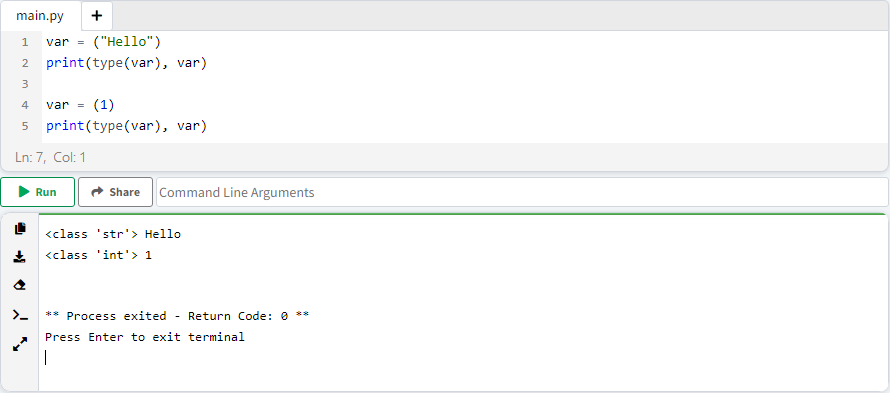 main.py +
1 var = ("Hello")
2 print(type(var), var)
3
4 var = (1)
5 print(type(var), var)
Ln: 7, Col: 1
Run Share Command Line Arguments
<class 'str'> Hello
<class 'int'> 1
** Process exited - Return Code: 0 **
Press Enter to exit terminal